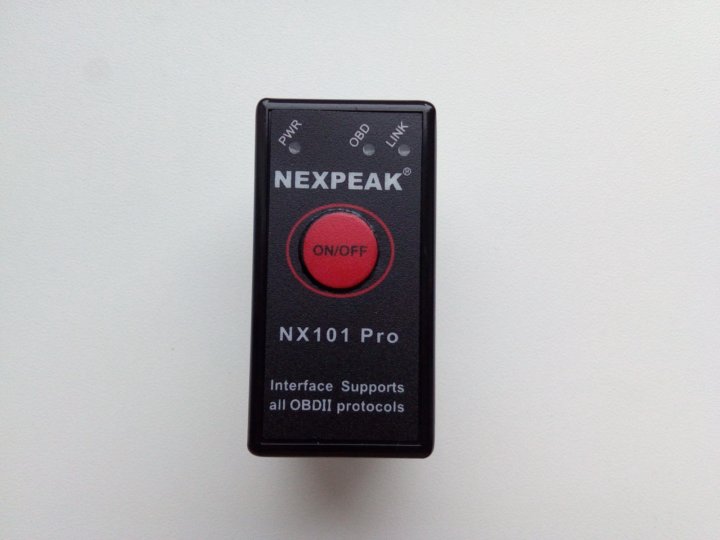 PWR OBD LINK
NEXPEAK®
ON/OFF
NX101 Pro
Interface Supports
all OBDII protocols